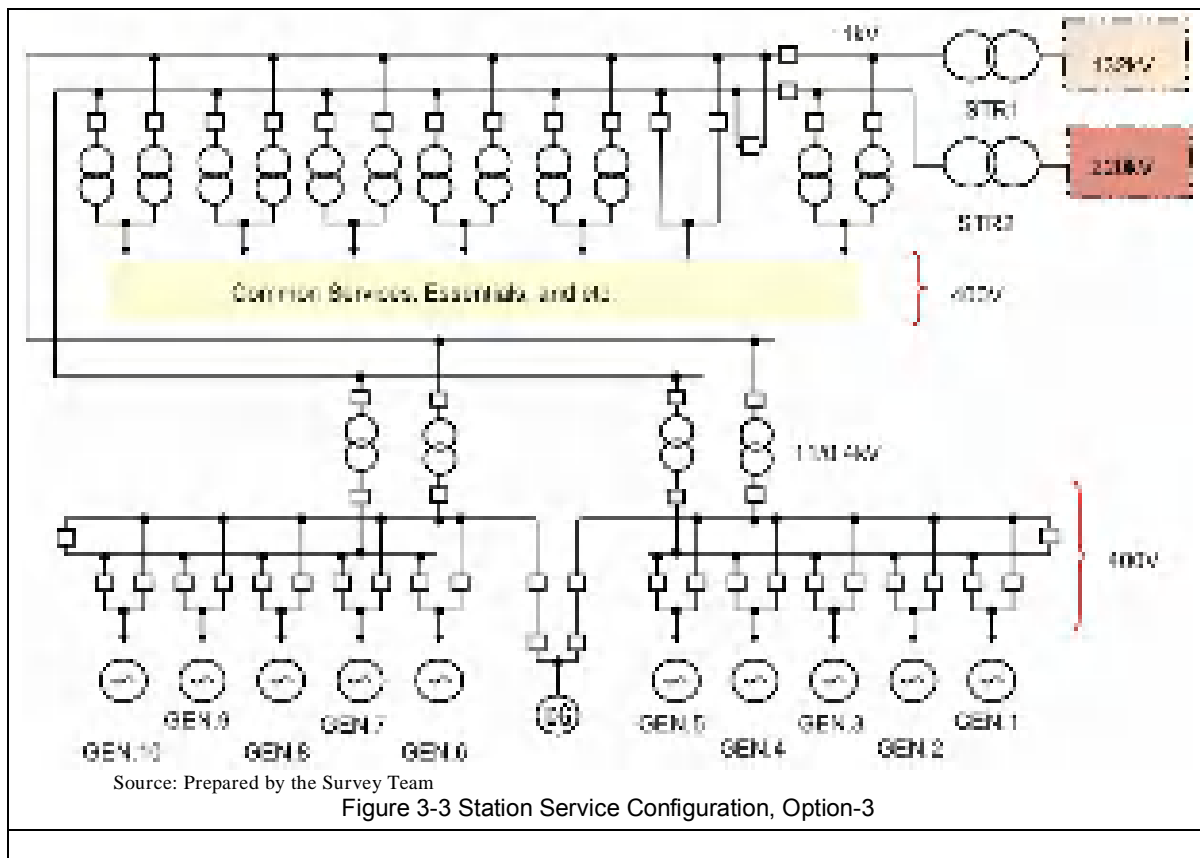 132kV
STR1
220kV
STR2
Common Services, Essentials, and etc.
400V
11/0.4kV
400V
GEN.10
GEN.9
GEN.8
GEN.7
GEN.6
DG
GEN.5
GEN.4
GEN.3
GEN.2
GEN.1
Source: Prepared by the Survey Team
Figure 3-3 Station Service Configuration, Option-3